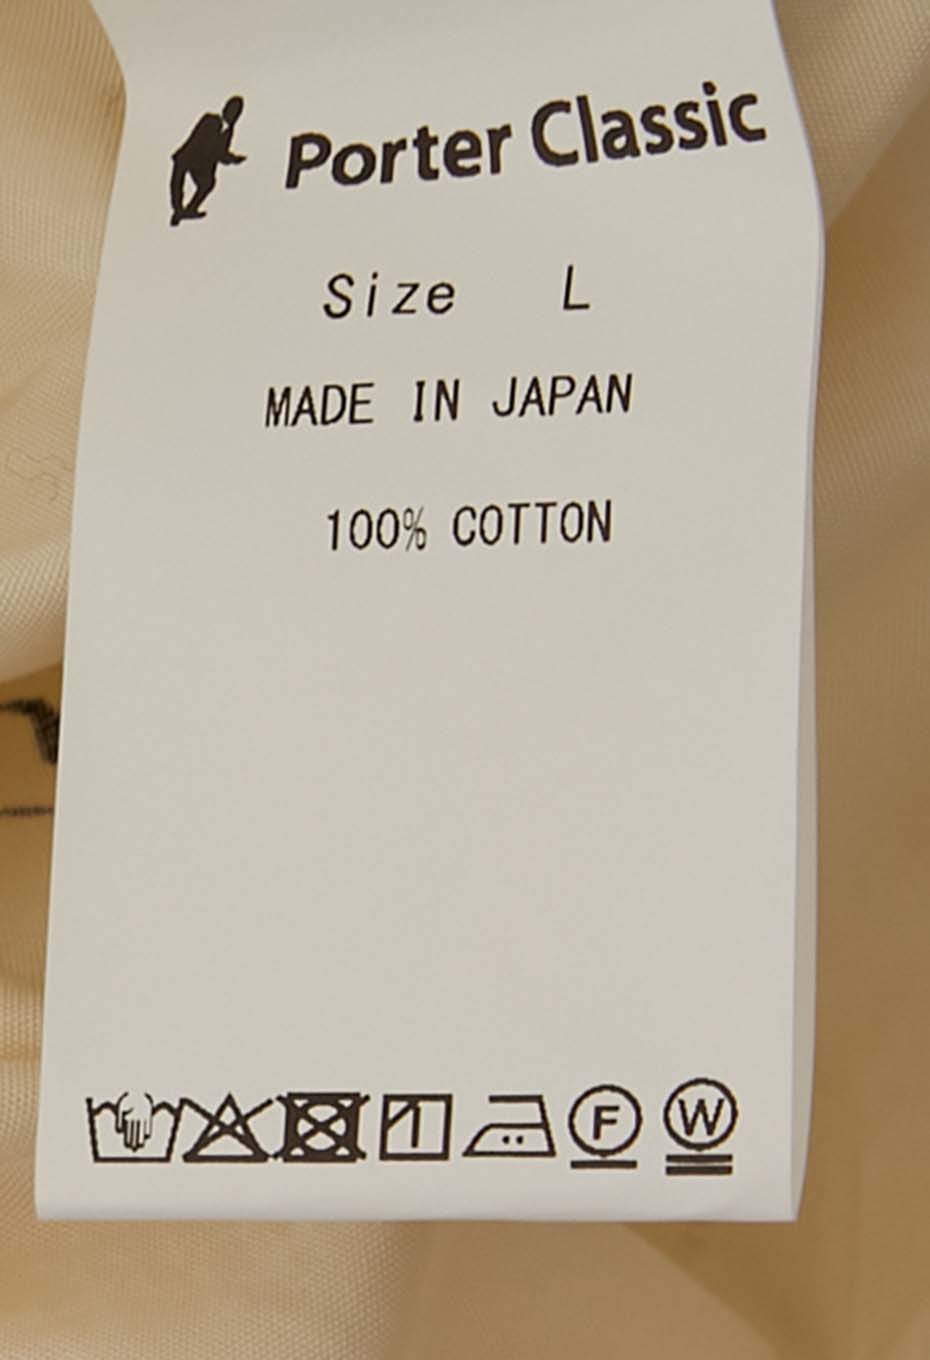 Porter Classic
Size L
MADE IN JAPAN
100% COTTON
F W